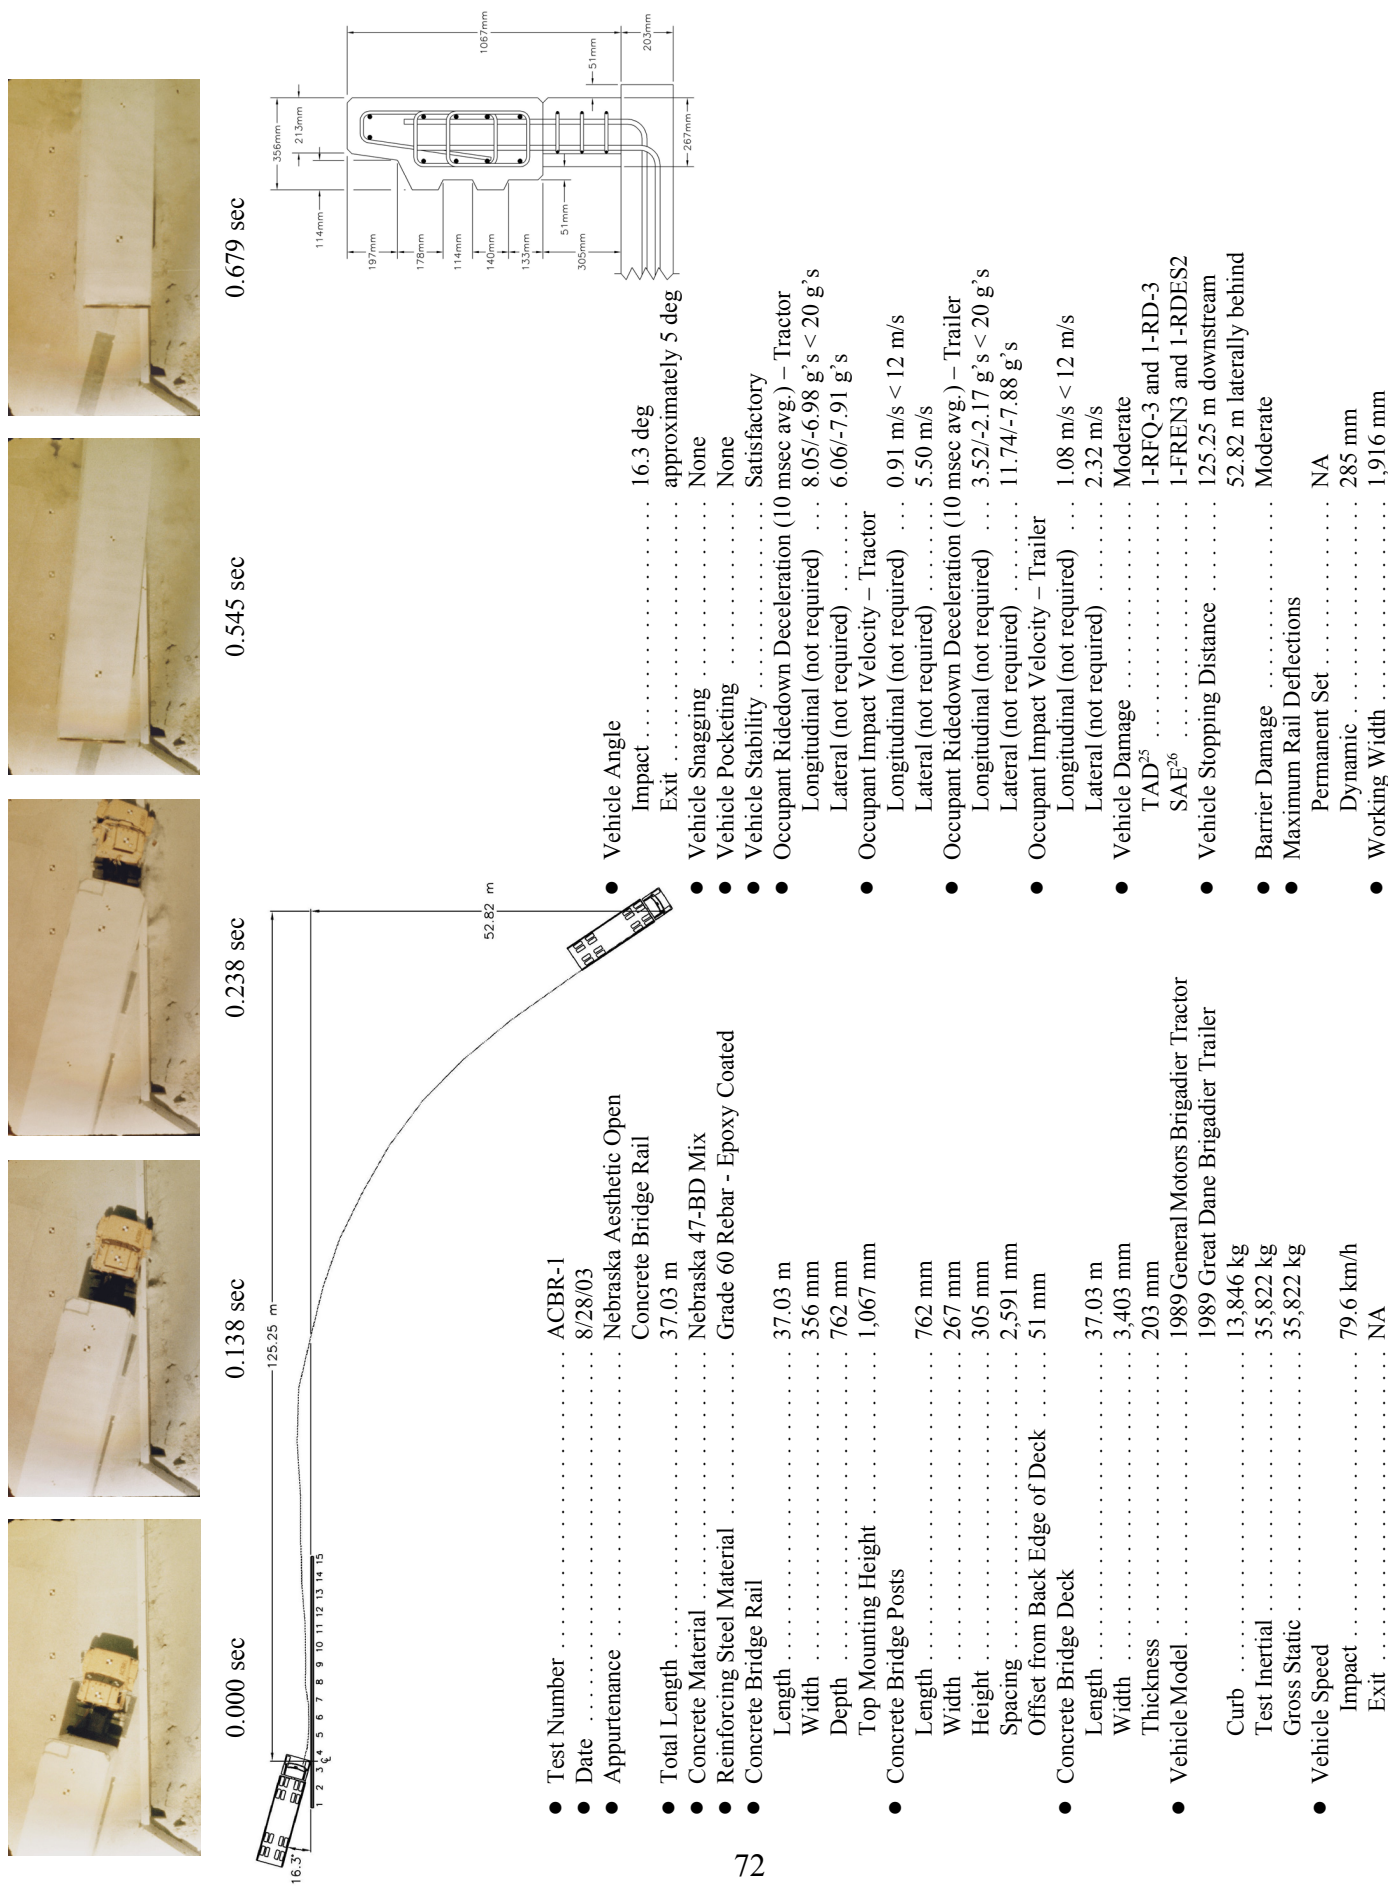 0.000 sec
0.138 sec
0.238 sec
0.545 sec
0.679 sec
16.3°
1 2 3 4 5 6 7 8 9 10 11 12 13 14 15
125.25 m
52.82 m
114mm
356mm
213mm
197mm
178mm
114mm
140mm
133mm
305mm
51mm
267mm
51mm
1067mm
203mm
● Test Number . . . . . ACBR-1
● Date . . . . . 8/28/03
● Appurtenance . . . . . Nebraska Aesthetic Open
Concrete Bridge Rail
● Total Length . . . . . 37.03 m
● Concrete Material . . . . . Nebraska 47-BD Mix
● Reinforcing Steel Material . . . . . Grade 60 Rebar - Epoxy Coated
● Concrete Bridge Rail
Length . . . . . 37.03 m
Width . . . . . 356 mm
Depth . . . . . 762 mm
Top Mounting Height . . . . . 1,067 mm
● Concrete Bridge Posts
Length . . . . . 762 mm
Width . . . . . 267 mm
Height . . . . . 305 mm
Spacing . . . . . 2,591 mm
Offset from Back Edge of Deck . . . . . 51 mm
● Concrete Bridge Deck
Length . . . . . 37.03 m
Width . . . . . 3,403 mm
Thickness . . . . . 203 mm
● Vehicle Model . . . . . 1989 General Motors Brigadier Tractor
1989 Great Dane Brigadier Trailer
Curb . . . . . 13,846 kg
Test Inertial . . . . . 35,822 kg
Gross Static . . . . . 35,822 kg
● Vehicle Speed
Impact . . . . . 79.6 km/h
Exit . . . . . NA
● Vehicle Angle
Impact . . . . . 16.3 deg
Exit . . . . . approximately 5 deg
● Vehicle Snagging . . . . . None
● Vehicle Pocketing . . . . . None
● Vehicle Stability . . . . . Satisfactory
● Occupant Ridedown Deceleration (10 msec avg.) – Tractor
Longitudinal (not required) . . . 8.05/-6.98 g's < 20 g's
Lateral (not required) . . . . . 6.06/-7.91 g's
● Occupant Impact Velocity – Tractor
Longitudinal (not required) . . . 0.91 m/s < 12 m/s
Lateral (not required) . . . . . 5.50 m/s
● Occupant Ridedown Deceleration (10 msec avg.) – Trailer
Longitudinal (not required) . . . 3.52/-2.17 g's < 20 g's
Lateral (not required) . . . . . 11.74/-7.88 g's
● Occupant Impact Velocity – Trailer
Longitudinal (not required) . . . 1.08 m/s < 12 m/s
Lateral (not required) . . . . . 2.32 m/s
● Vehicle Damage . . . . . Moderate
TAD25 . . . . . 1-RFQ-3 and 1-RD-3
SAE26 . . . . . 1-FREN3 and 1-RDES2
● Vehicle Stopping Distance . . . . . 125.25 m downstream
52.82 m laterally behind
● Barrier Damage . . . . . Moderate
● Maximum Rail Deflections
Permanent Set . . . . . NA
Dynamic . . . . . 285 mm
● Working Width . . . . . 1,916 mm
72